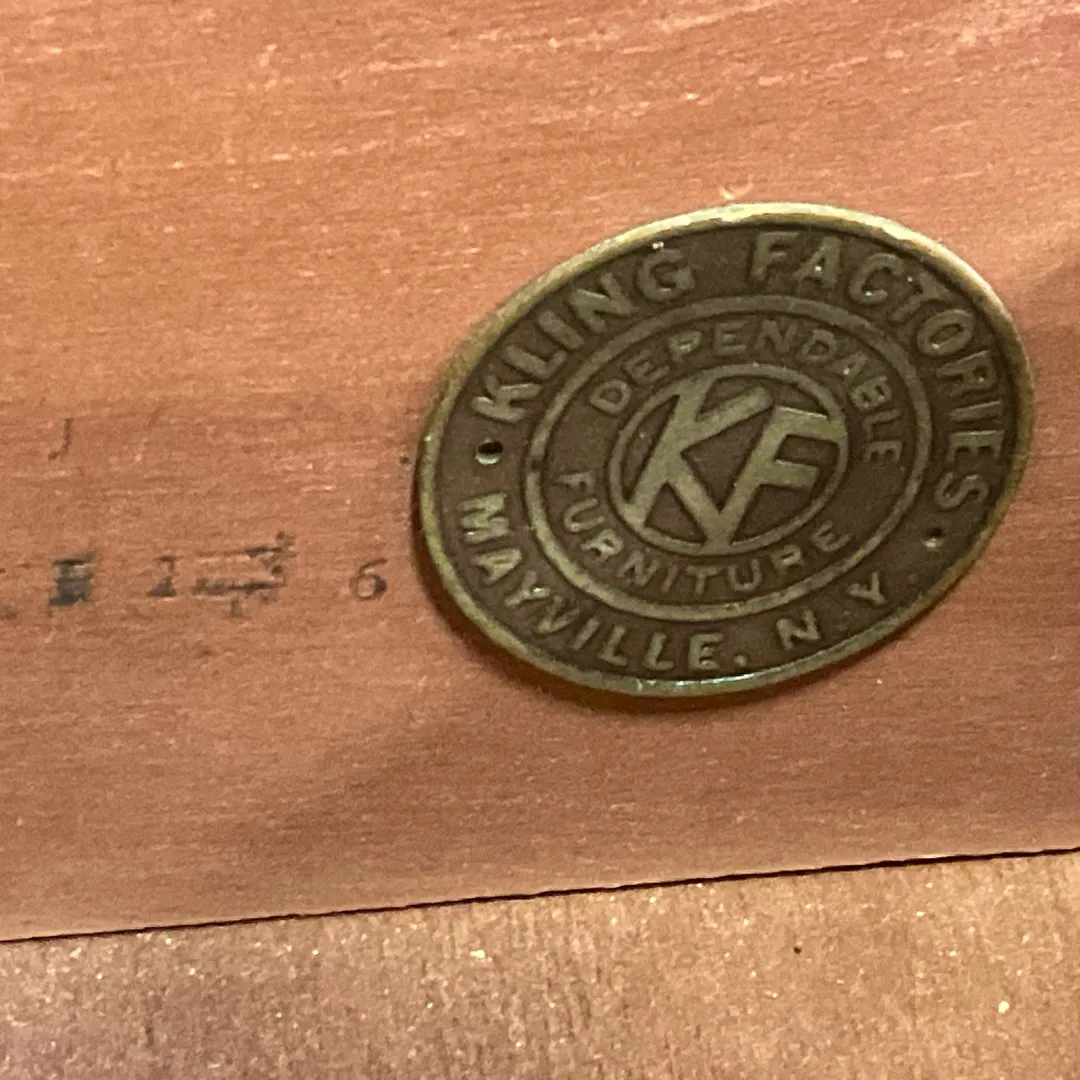 KLING FACTORIES
DEPENDABLE
KF
FURNITURE
MAYVILLE. N.Y.
6